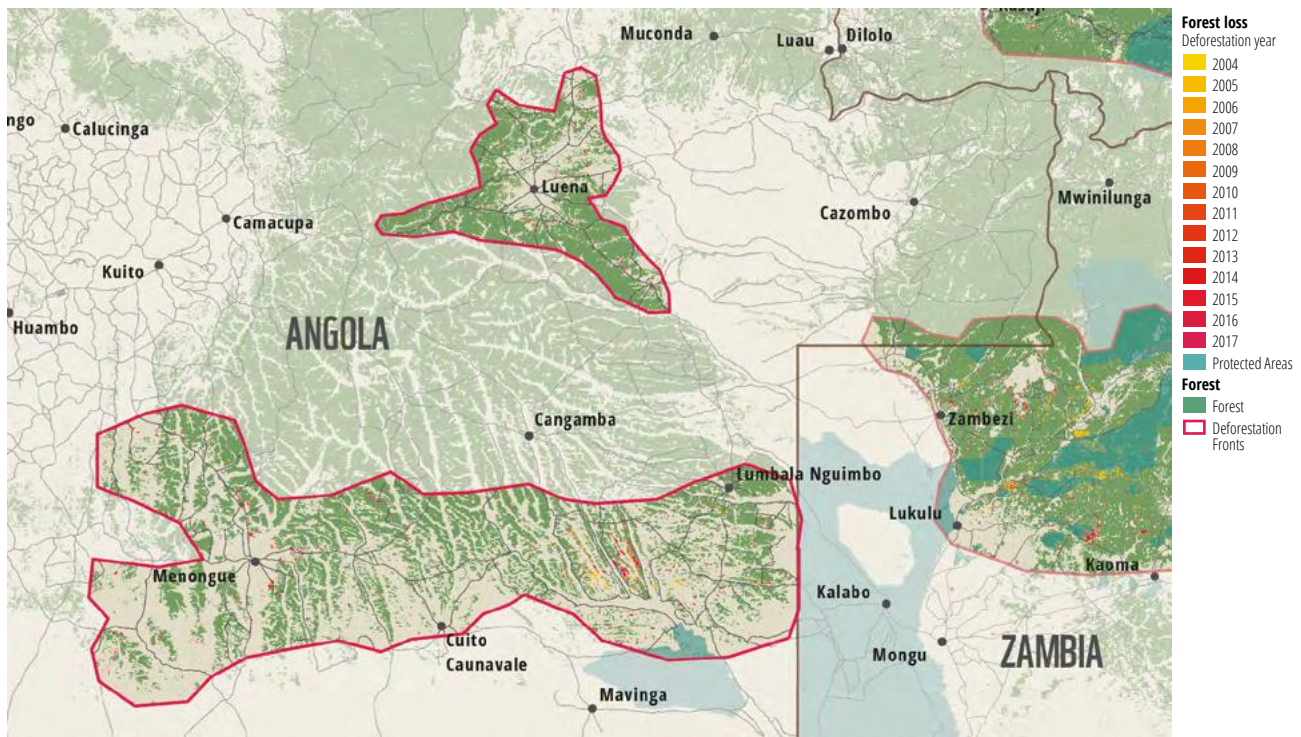 Muconda
Luau
Dilolo
ngo
Calucinga
Luena
Mwinilunga
Cazombo
Camacupa
Kuito
Huambo
ANGOLA
Cangamba
Zambezi
Lumbala Nguimbo
Lukulu
Kaoma
Menongue
Kalabo
Cuito
Caunavale
Mongu
ZAMBIA
Mavinga
Forest loss
Deforestation year
2004
2005
2006
2007
2008
2009
2010
2011
2012
2013
2014
2015
2016
2017
Protected Areas
Forest
Forest
Deforestation
Fronts